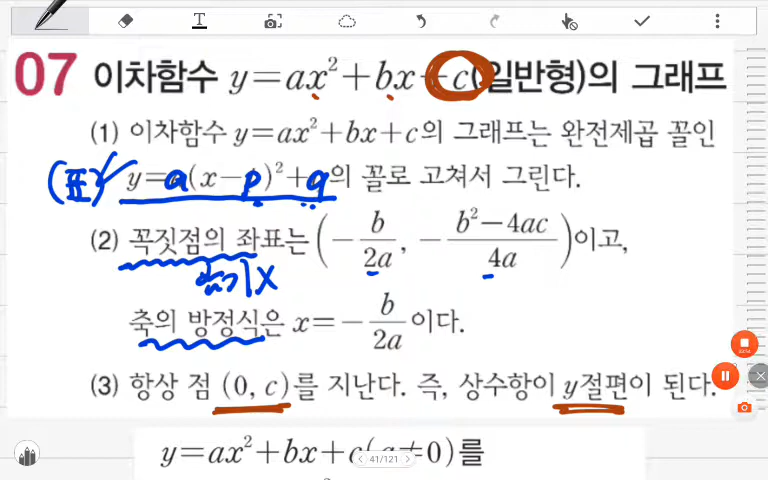 07 이차함수 y=ax²+bx+c(일반형)의 그래프
(1) 이차함수 y=ax²+bx+c의 그래프는 완전제곱 꼴인
(표) y=a(x-p)²+q의 꼴로 고쳐서 그린다.
(2) 꼭짓점의 좌표는 (-b/2a, -b²-4ac/4a)이고,
X
축의 방정식은 x=-b/2a이다.
(3) 항상 점 (0, c)를 지난다. 즉, 상수항이 y절편이 된다.
y=ax²+bx+c(a≠0)를
41/121